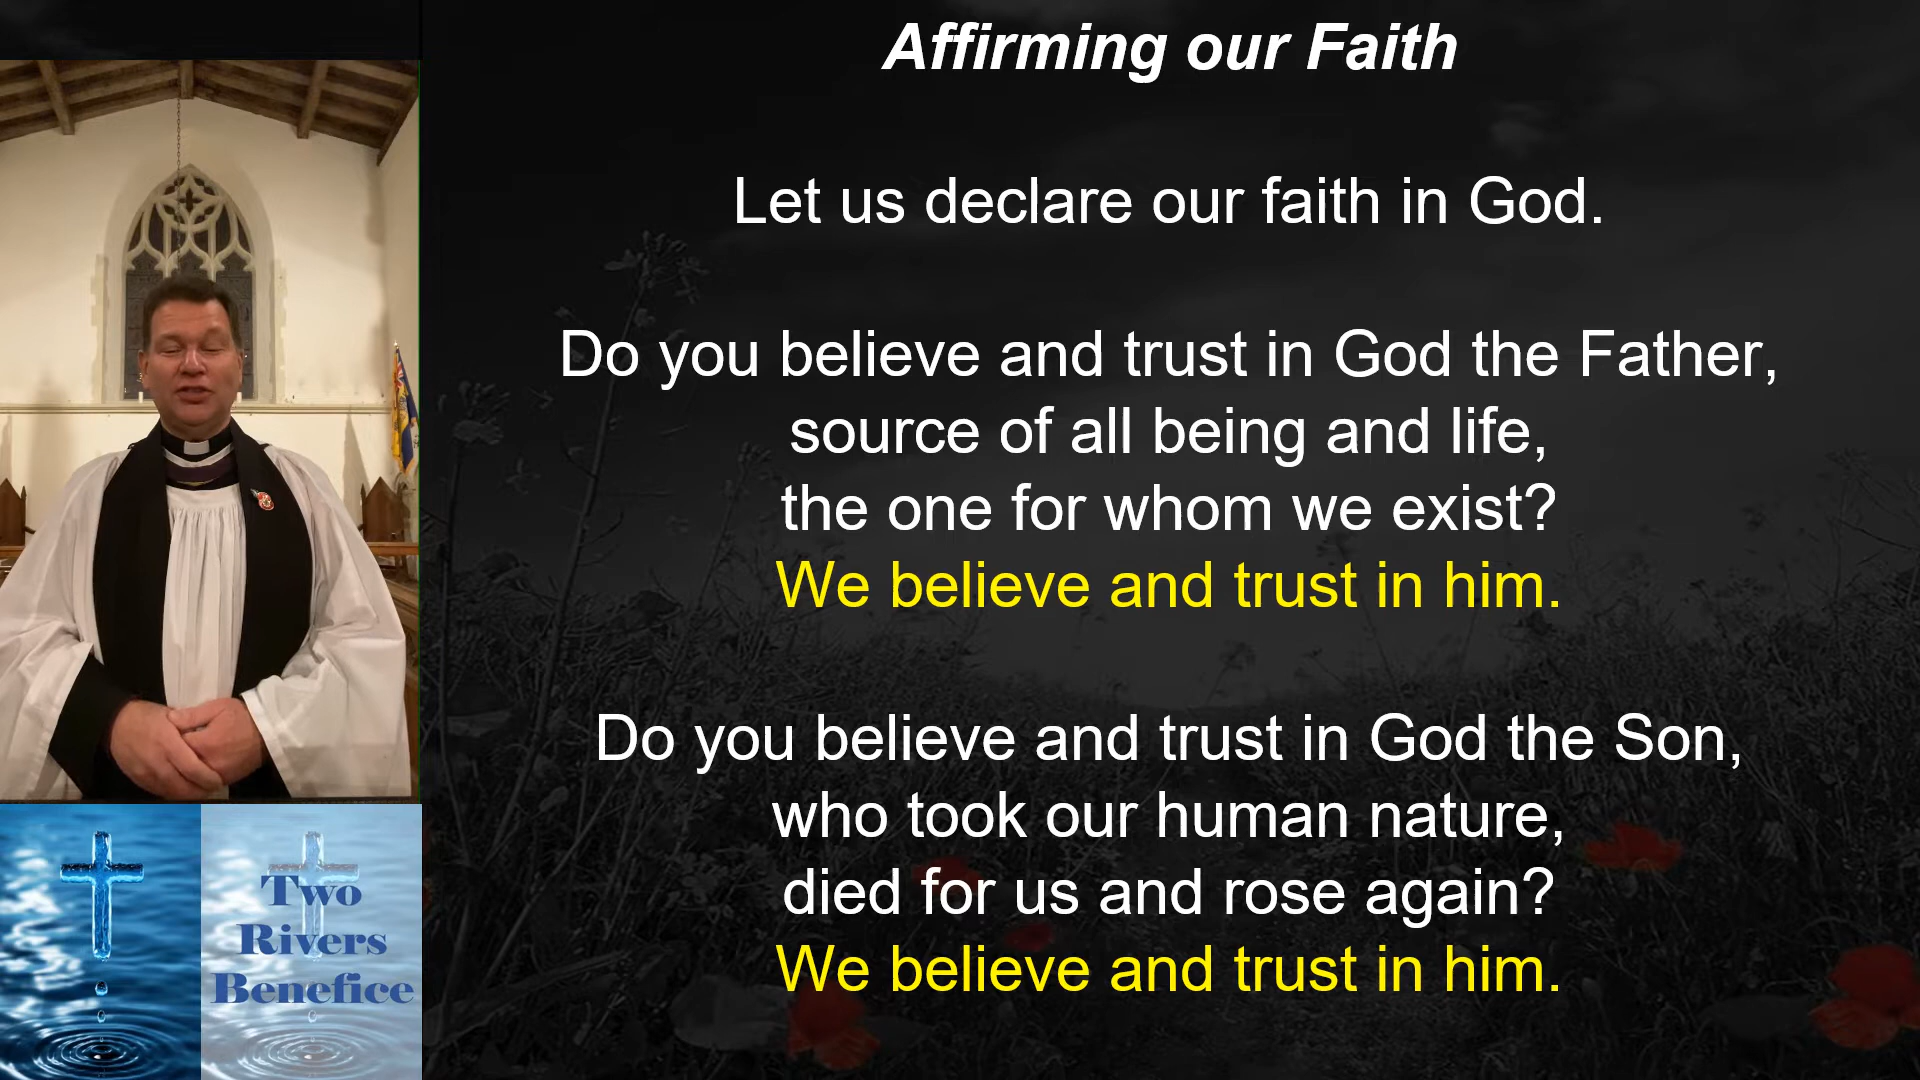 Affirming our Faith
Let us declare our faith in God.
Do you believe and trust in God the Father,
source of all being and life,
the one for whom we exist?
We believe and trust in him.
Do you believe and trust in God the Son,
who took our human nature,
died for us and rose again?
We believe and trust in him.
Two
Rivers
Benefice